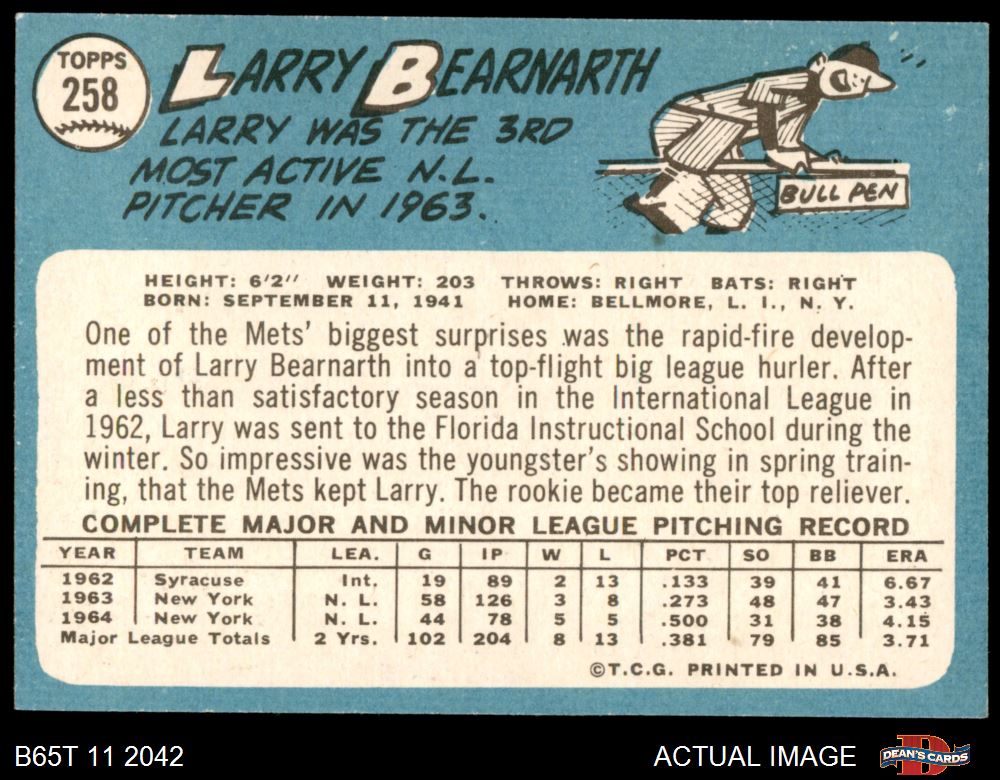 TOPPS
258
LARRY BEARNARTH
LARRY WAS THE 3RD
MOST ACTIVE N.L.
PITCHER IN 1963.
BULL PEN
HEIGHT: 6'2" WEIGHT: 203 THROWS: RIGHT BATS: RIGHT
BORN: SEPTEMBER 11, 1941 HOME: BELLMORE, L. I., N. Y.
One of the Mets' biggest surprises was the rapid-fire develop-
ment of Larry Bearnarth into a top-flight big league hurler. After
a less than satisfactory season in the International League in
1962, Larry was sent to the Florida Instructional School during the
winter. So impressive was the youngster's showing in spring train-
ing, that the Mets kept Larry. The rookie became their top reliever.
COMPLETE MAJOR AND MINOR LEAGUE PITCHING RECORD
YEAR TEAM LEA. G IP W L PCT SO BB ERA
1962 Syracuse Int. 19 89 2 13 .133 39 41 6.67
1963 New York N. L. 58 126 3 8 .273 48 47 3.43
1964 New York N. L. 44 78 5 5 .500 31 38 4.15
Major League Totals 2 Yrs. 102 204 8 13 .381 79 85 3.71
©T.C.G. PRINTED IN U.S.A.
B65T 11 2042 ACTUAL IMAGE DEAN'S CARDS